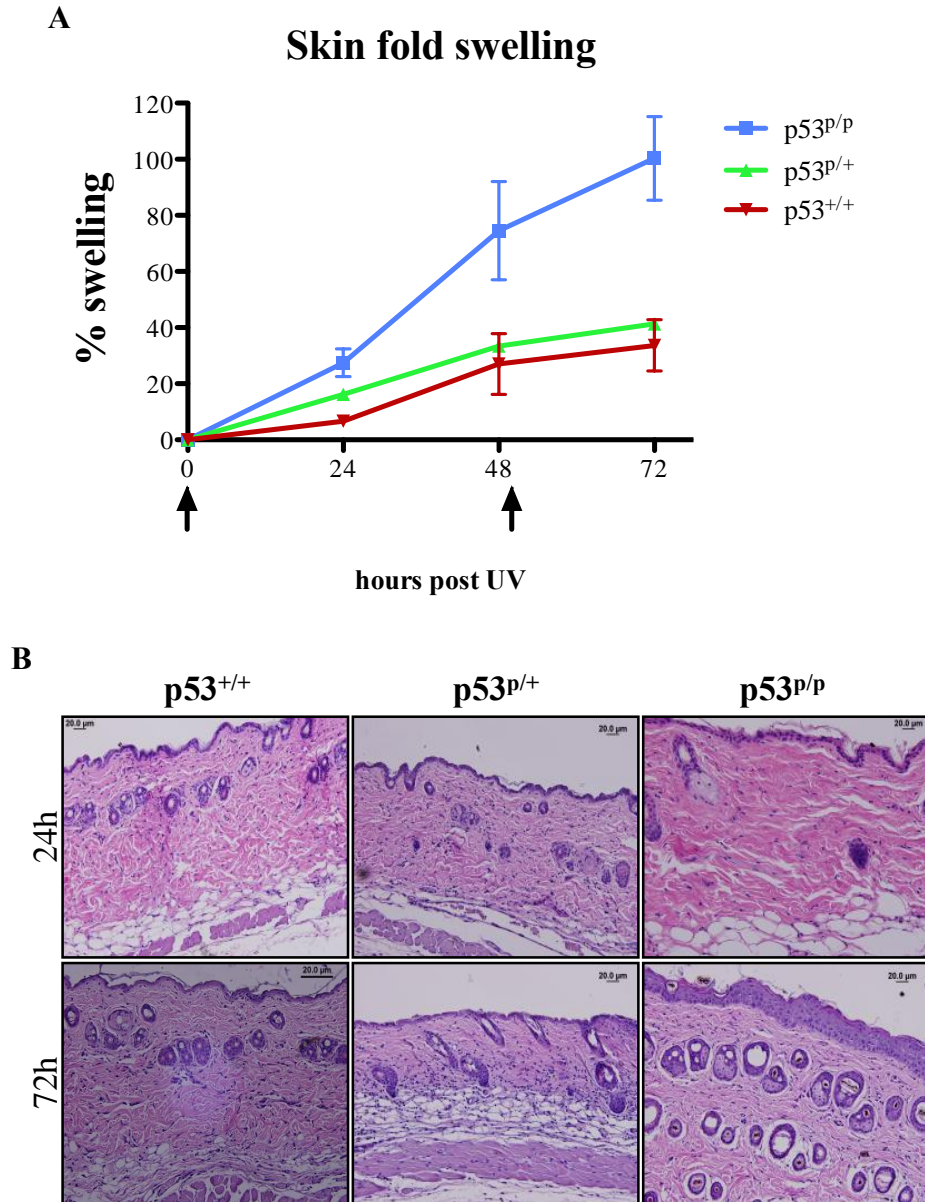 A
Skin fold swelling
120
100
80
60
40
20
0
% swelling
0 24 48 72
hours post UV
p53p/p
p53p/+
p53+/+
B
p53+/+ p53p/+ p53p/p
24h
20.0 µm 20.0 µm 20.0 µm
72h
20.0 µm 20.0 µm 20.0 µm